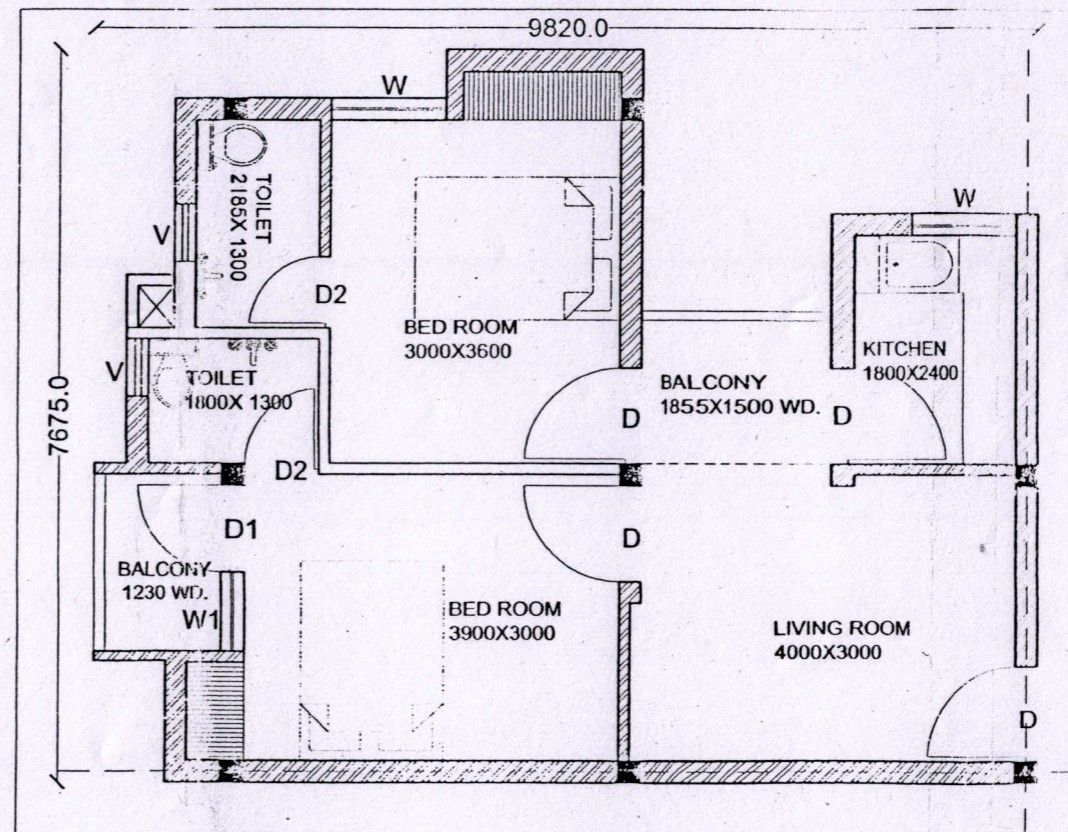 9820.0
W
TOILET
2185X 1300
V
W
D2
BED ROOM
3000X3600
KITCHEN
1800X2400
V
TOILET
1800X 1300
BALCONY
1855X1500 WD.
7675.0
D
D
D2
D1
D
BALCONY
1230 WD.
W1
BED ROOM
3900X3000
LIVING ROOM
4000X3000
D